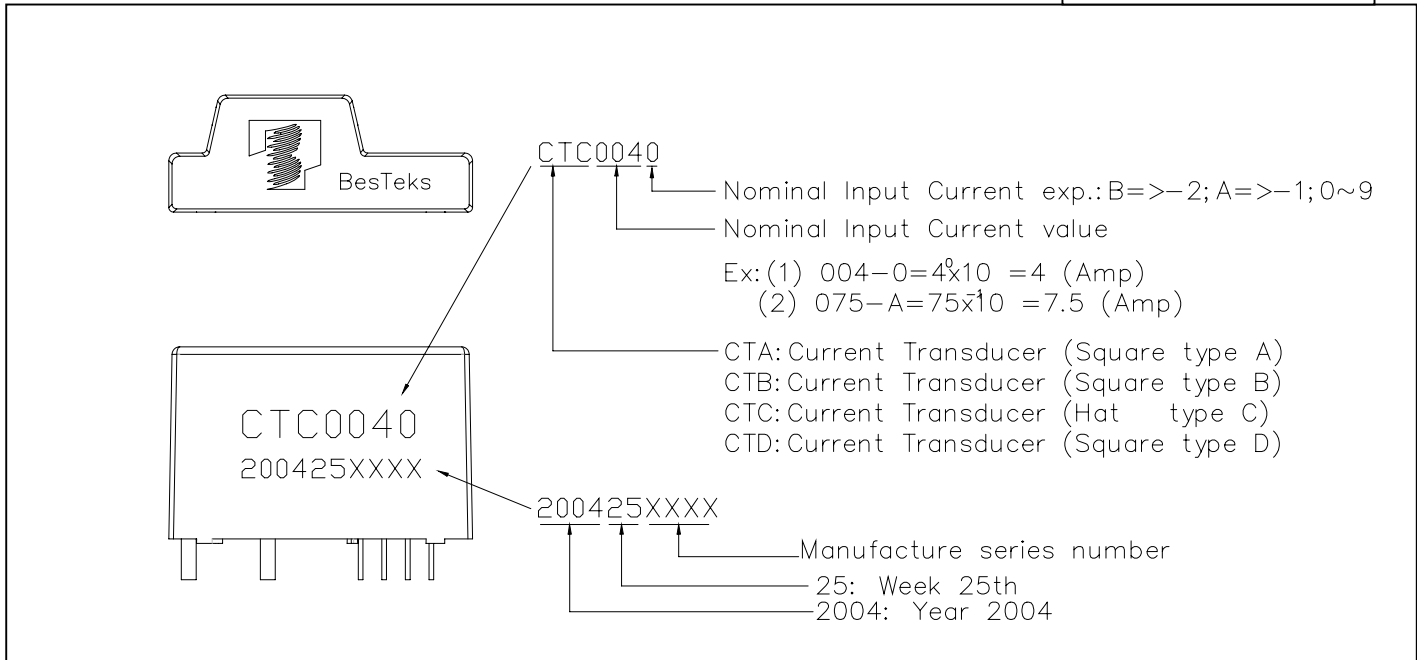 BesTeks
CTC0040
Nominal Input Current exp.: B=>-2; A=>-1; 0~9
Nominal Input Current value
Ex: (1) 004-0=4x10⁰ =4 (Amp)
(2) 075-A=75x10⁻¹ =7.5 (Amp)
CTA: Current Transducer (Square type A)
CTB: Current Transducer (Square type B)
CTC: Current Transducer (Hat type C)
CTD: Current Transducer (Square type D)
CTC0040
200425XXXX
200425XXXX
Manufacture series number
25: Week 25th
2004: Year 2004